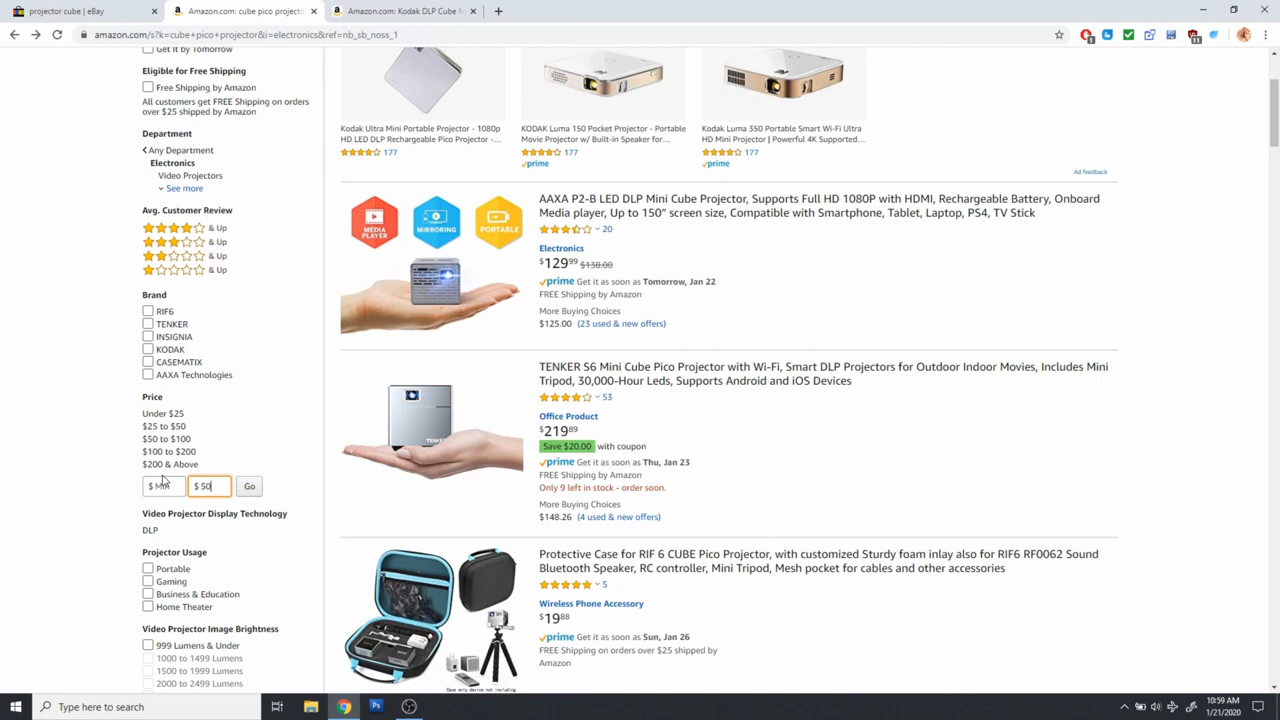 projector cube | eBay
Amazon.com: cube pico projecto
Amazon.com: Kodak DLP Cube M
amazon.com/s?k=cube+pico+projector&i=electronics&ref=nb_sb_noss_1
1
11
Get It by Tomorrow
Eligible for Free Shipping
Free Shipping by Amazon
All customers get FREE Shipping on orders
over $25 shipped by Amazon
Department
Any Department
Electronics
Video Projectors
See more
Avg. Customer Review
& Up
& Up
& Up
& Up
Brand
RIF6
TENKER
INSIGNIA
KODAK
CASEMATIX
AAXA Technologies
Price
Under $25
$25 to $50
$50 to $100
$100 to $200
$200 & Above
$ Min
$ 50
Go
Video Projector Display Technology
DLP
Projector Usage
Portable
Gaming
Business & Education
Home Theater
Video Projector Image Brightness
999 Lumens & Under
1000 to 1499 Lumens
1500 to 1999 Lumens
2000 to 2499 Lumens
Kodak Ultra Mini Portable Projector - 1080p
HD LED DLP Rechargeable Pico Projector -...
177
KODAK Luma 150 Pocket Projector - Portable
Movie Projector w/ Built-in Speaker for...
177
prime
Kodak Luma 350 Portable Smart Wi-Fi Ultra
HD Mini Projector | Powerful 4K Supported...
177
prime
Ad feedback
MEDIA
PLAYER
MIRRORING
PORTABLE
AAXA P2-B LED DLP Mini Cube Projector, Supports Full HD 1080P with HDMI, Rechargeable Battery, Onboard
Media player, Up to 150” screen size, Compatible with Smartphone, Tablet, Laptop, PS4, TV Stick
20
Electronics
$129.99 $138.00
prime Get it as soon as Tomorrow, Jan 22
FREE Shipping by Amazon
More Buying Choices
$125.00 (23 used & new offers)
TENKER
TENKER S6 Mini Cube Pico Projector with Wi-Fi, Smart DLP Projectors for Outdoor Indoor Movies, Includes Mini
Tripod, 30,000-Hour Leds, Supports Android and iOS Devices
53
Office Product
$219.89
Save $20.00 with coupon
prime Get it as soon as Thu, Jan 23
FREE Shipping by Amazon
Only 9 left in stock - order soon.
More Buying Choices
$148.26 (4 used & new offers)
Case only device not including
Protective Case for RIF 6 CUBE Pico Projector, with customized Sturdy foam inlay also for RIF6 RF0062 Sound
Bluetooth Speaker, RC controller, Mini Tripod, Mesh pocket for cables and other accessories
5
Wireless Phone Accessory
$19.88
prime Get it as soon as Sun, Jan 26
FREE Shipping on orders over $25 shipped by
Amazon
Type here to search
Ps
10:59 AM
1/21/2020